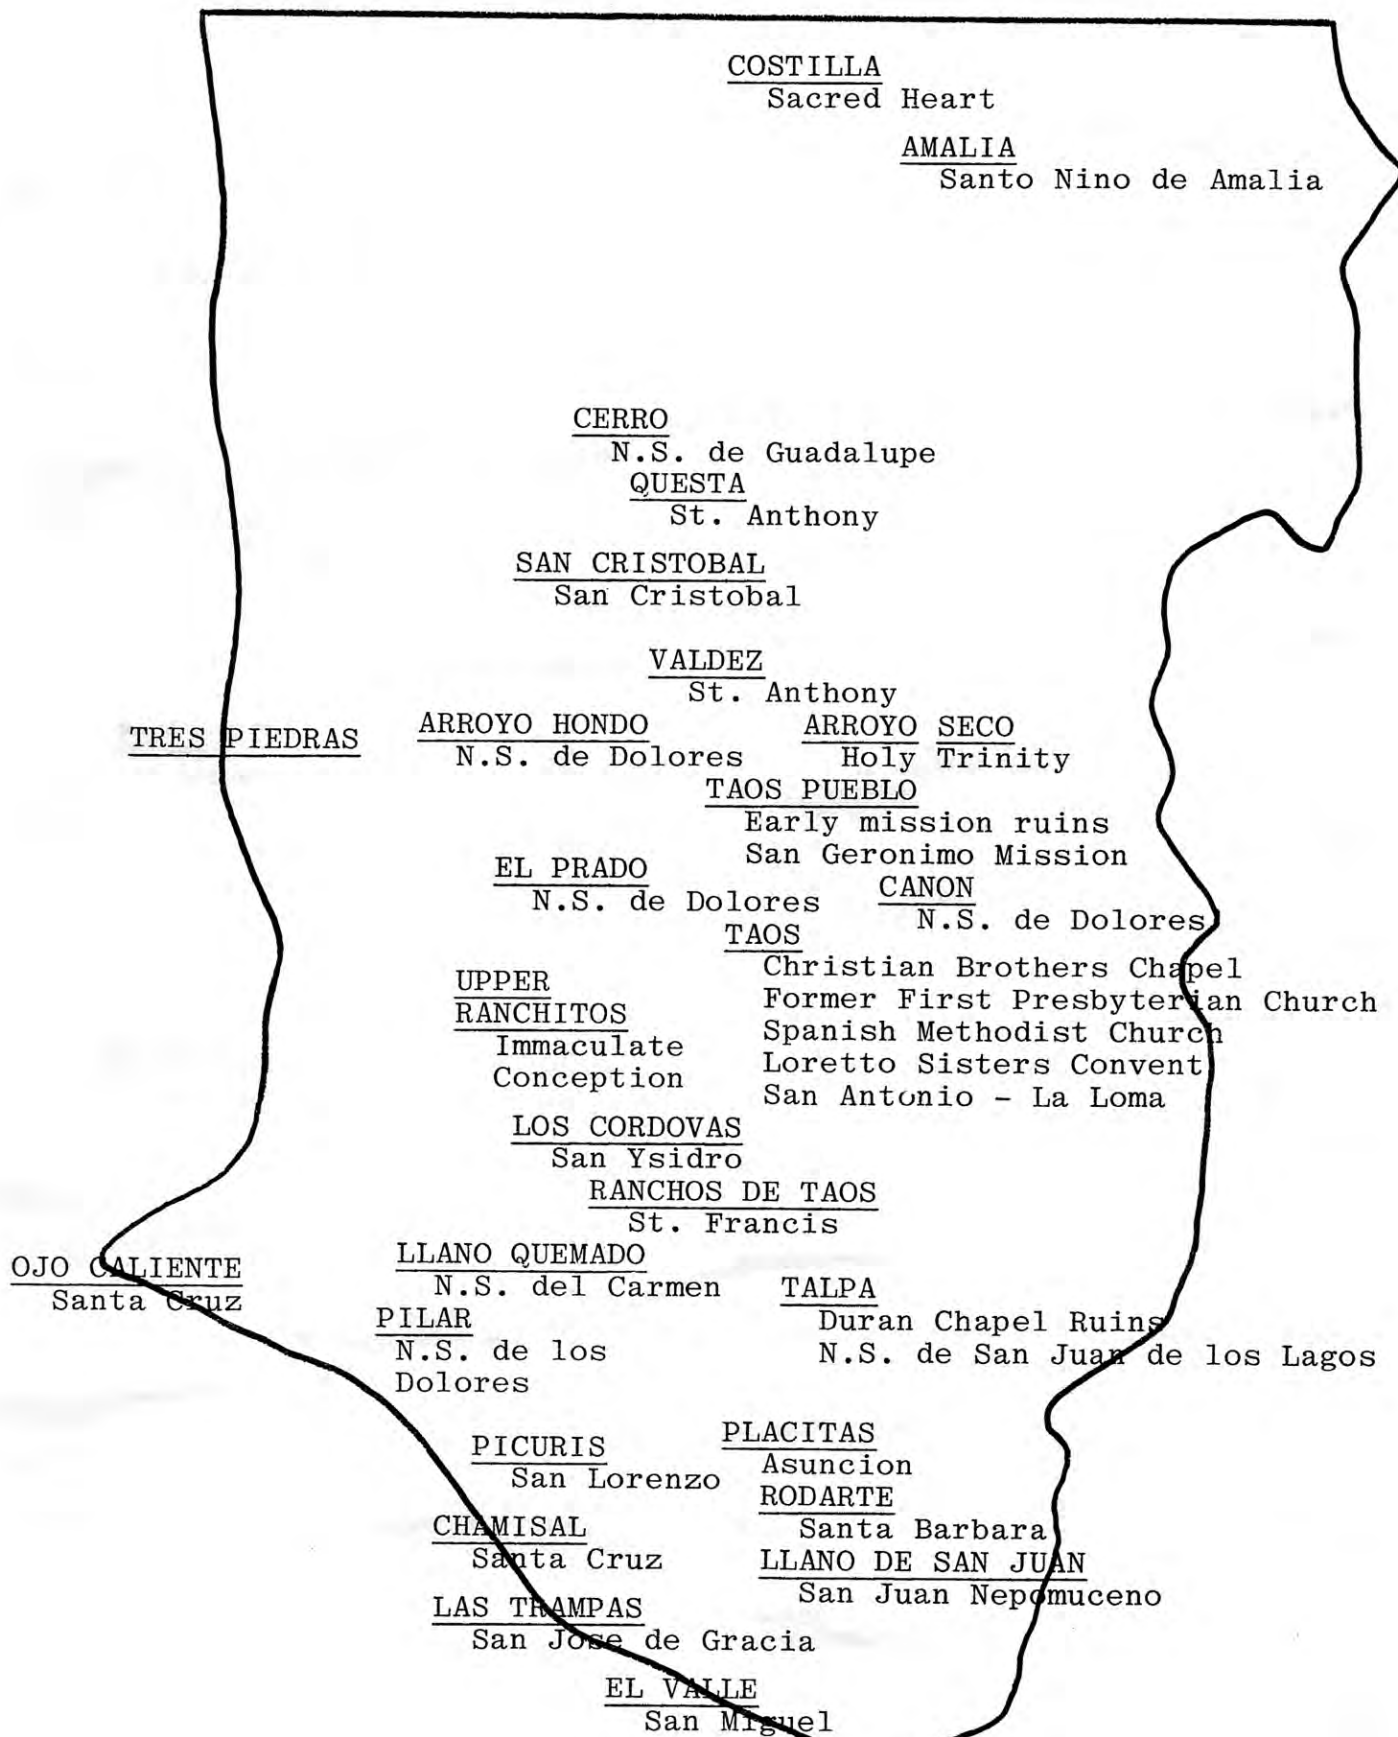 COSTILLA
Sacred Heart
AMALIA
Santo Nino de Amalia
CERRO
N.S. de Guadalupe
QUESTA
St. Anthony
SAN CRISTOBAL
San Cristobal
VALDEZ
St. Anthony
TRES PIEDRAS
ARROYO HONDO
N.S. de Dolores
ARROYO SECO
Holy Trinity
TAOS PUEBLO
Early mission ruins
San Geronimo Mission
EL PRADO
N.S. de Dolores
CANON
N.S. de Dolores
TAOS
Christian Brothers Chapel
Former First Presbyterian Church
Spanish Methodist Church
Loretto Sisters Convent
San Antonio - La Loma
UPPER
RANCHITOS
Immaculate
Conception
LOS CORDOVAS
San Ysidro
RANCHOS DE TAOS
St. Francis
OJO CALIENTE
Santa Cruz
LLANO QUEMADO
N.S. del Carmen
TALPA
Duran Chapel Ruins
N.S. de San Juan de los Lagos
PILAR
N.S. de los
Dolores
PICURIS
San Lorenzo
PLACITAS
Asuncion
RODARTE
Santa Barbara
CHAMISAL
Santa Cruz
LLANO DE SAN JUAN
San Juan Nepomuceno
LAS TRAMPAS
San Jose de Gracia
EL VALLE
San Miguel